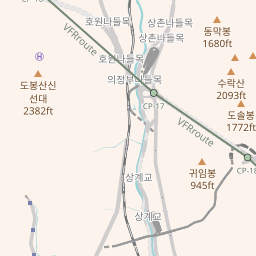 호원나들목
상촌나들목
동막봉
1680ft
VFRroute
상촌나들목
호원나들목
의정부나들목
도봉산신
선대
2382ft
수락산
2093ft
CP-17
도솔봉
1772ft
VFRroute
귀임봉
945ft
CP-18
상계교
상계교